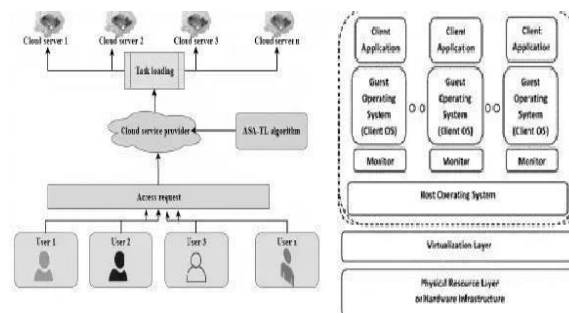 Cloud server 1
Cloud server 2
Cloud server 3
Cloud server n
Task loading
Cloud service provider
ASA-TL algorithm
Access request
User 1
User 2
User 3
User n
Client
Application
Client
Application
Client
Application
Guest
Operating
System
(Client OS)
Guest
Operating
System
(Client OS)
Guest
Operating
System
(Client OS)
Monitor
Monitor
Monitor
Host Operating System
Virtualization Layer
Physical Resource Layer
or Hardware Infrastructure